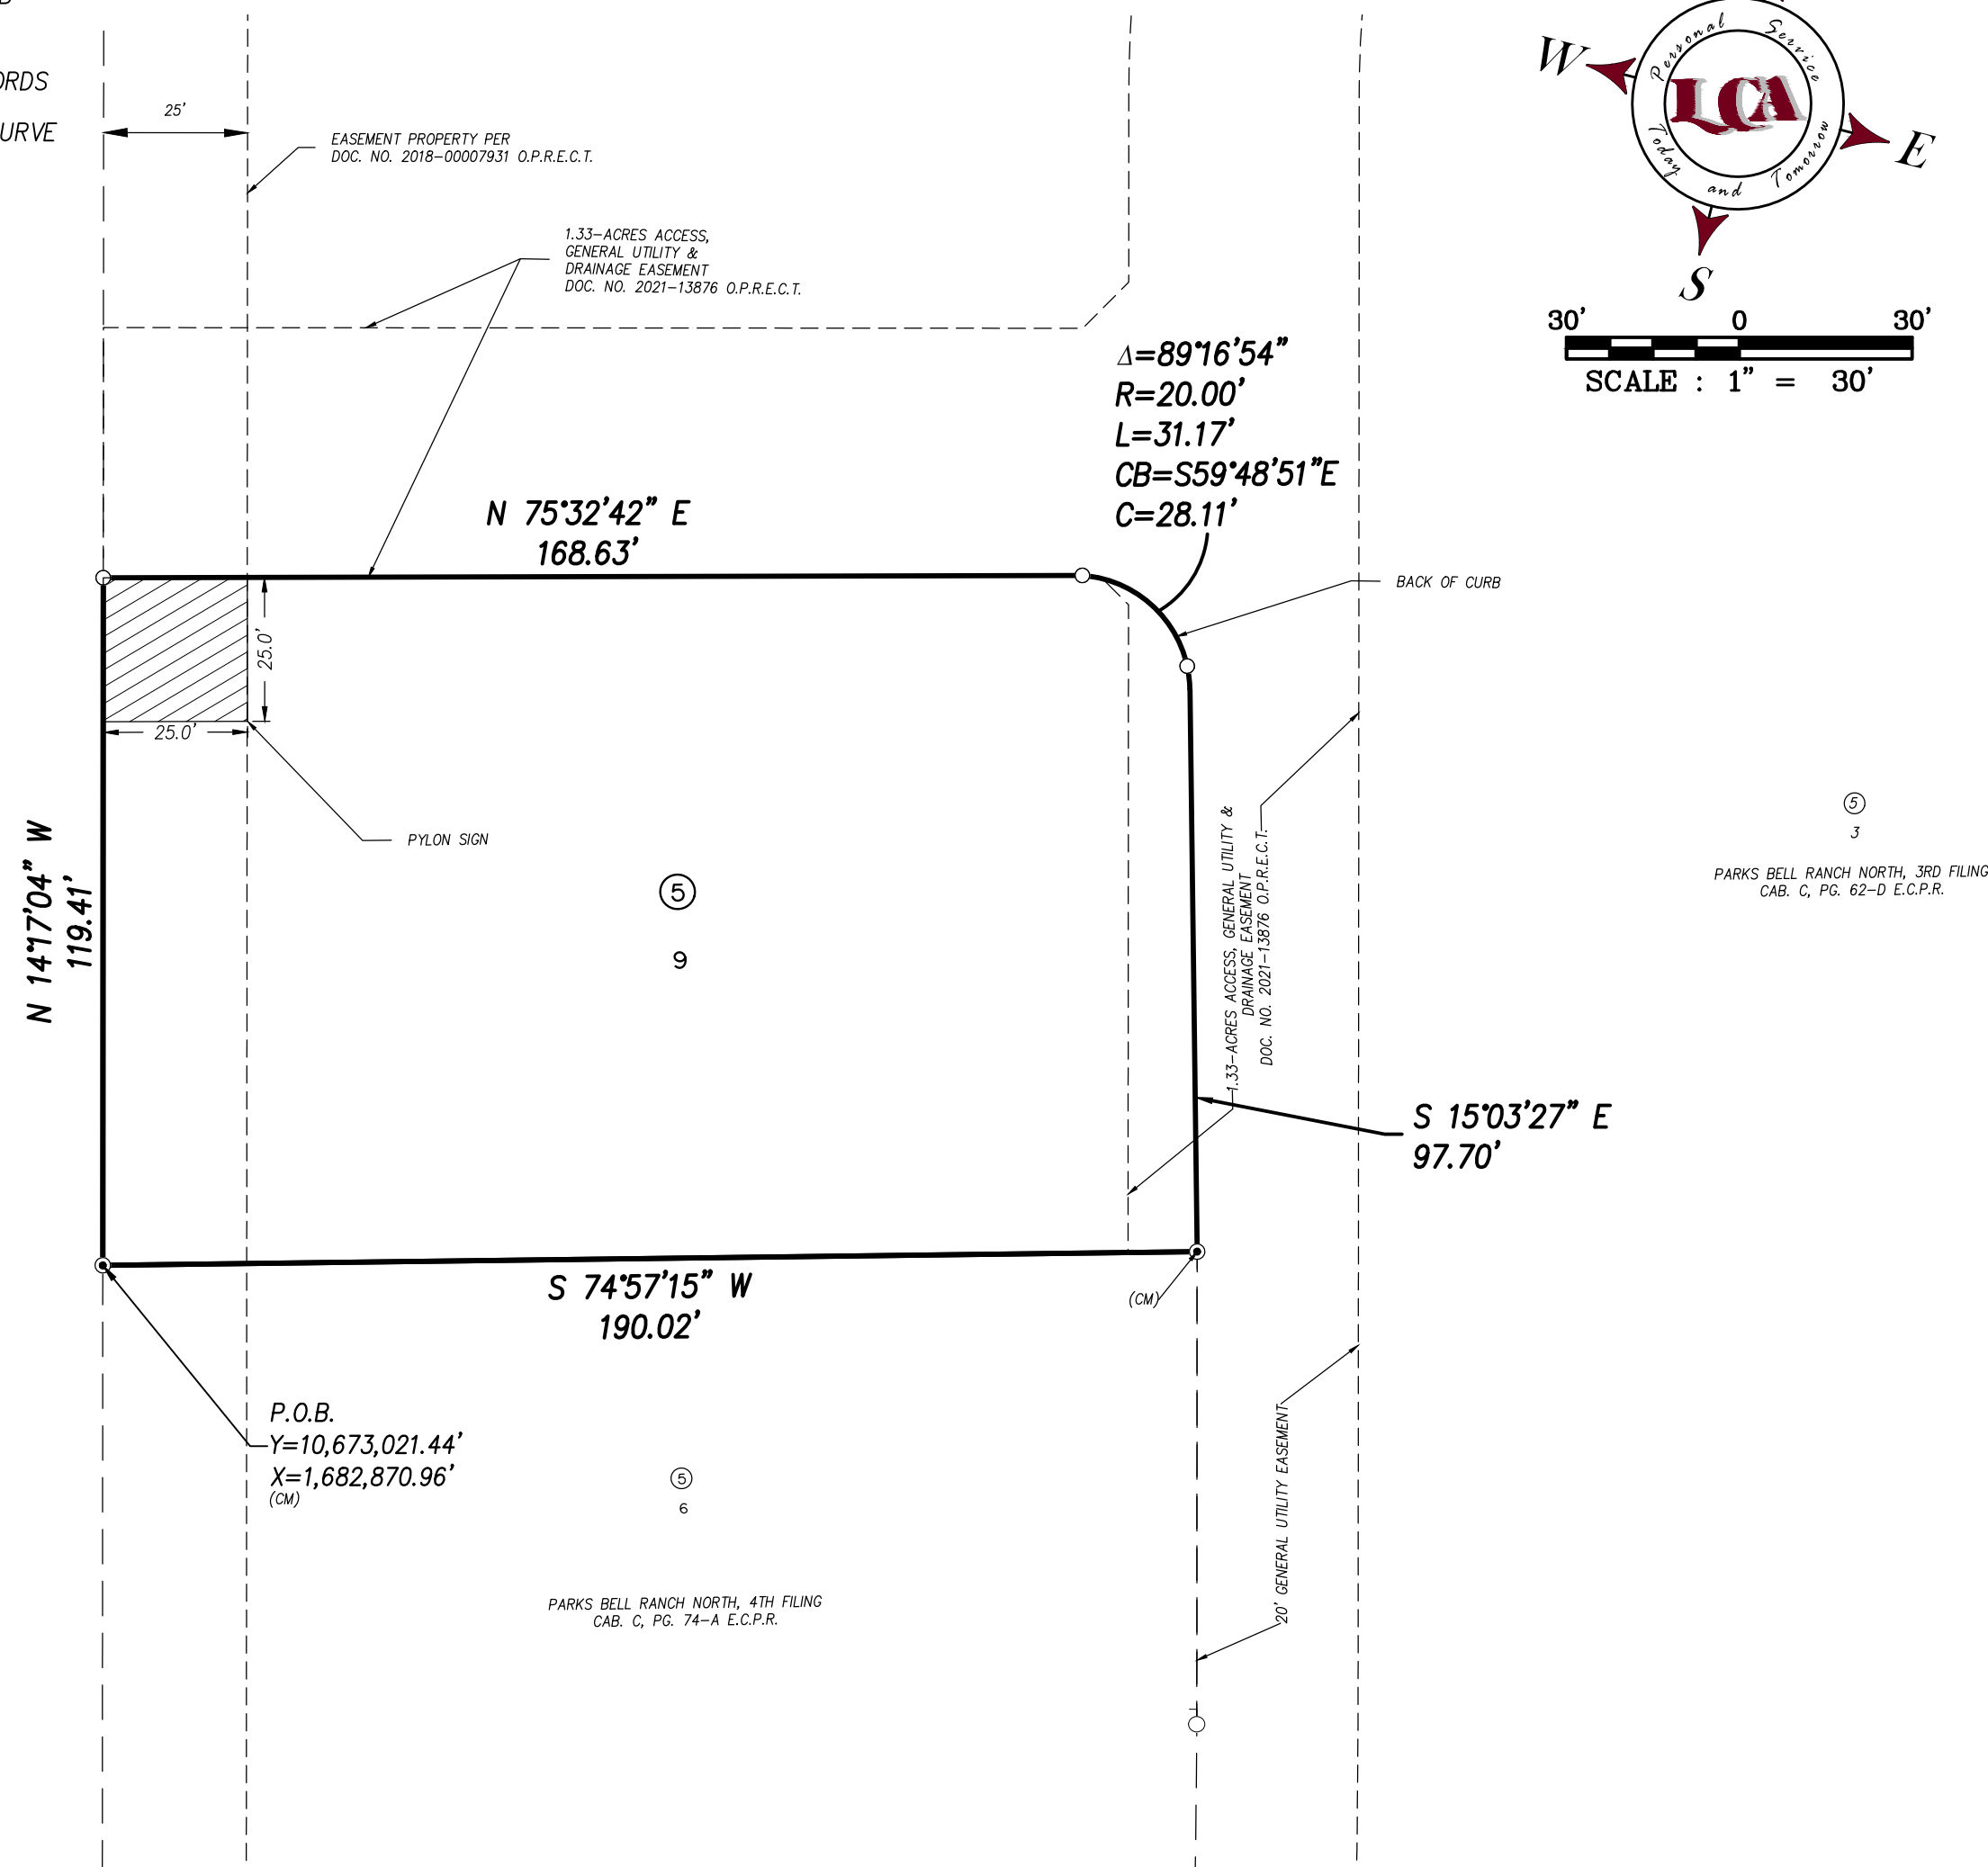 ORDS
URVE
25'
EASEMENT PROPERTY PER
DOC. NO. 2018-00007931 O.P.R.E.C.T.
1.33-ACRES ACCESS,
GENERAL UTILITY &
DRAINAGE EASEMENT
DOC. NO. 2021-13876 O.P.R.E.C.T.
W
E
S
Personal Service
Today and Tomorrow
LCA
30' 0 30'
SCALE : 1" = 30'
Δ=89°16'54"
R=20.00'
L=31.17'
CB=S59°48'51"E
C=28.11'
N 75°32'42" E
168.63'
BACK OF CURB
25.0'
25.0'
PYLON SIGN
N 14°17'04" W
119.41'
5
9
1.33-ACRES ACCESS, GENERAL UTILITY &
DRAINAGE EASEMENT
DOC. NO. 2021-13876 O.P.R.E.C.T.
5
3
PARKS BELL RANCH NORTH, 3RD FILING
CAB. C, PG. 62-D E.C.P.R.
S 15°03'27" E
97.70'
S 74°57'15" W
190.02'
(CM)
P.O.B.
Y=10,673,021.44'
X=1,682,870.96'
(CM)
5
6
20' GENERAL UTILITY EASEMENT
PARKS BELL RANCH NORTH, 4TH FILING
CAB. C, PG. 74-A E.C.P.R.